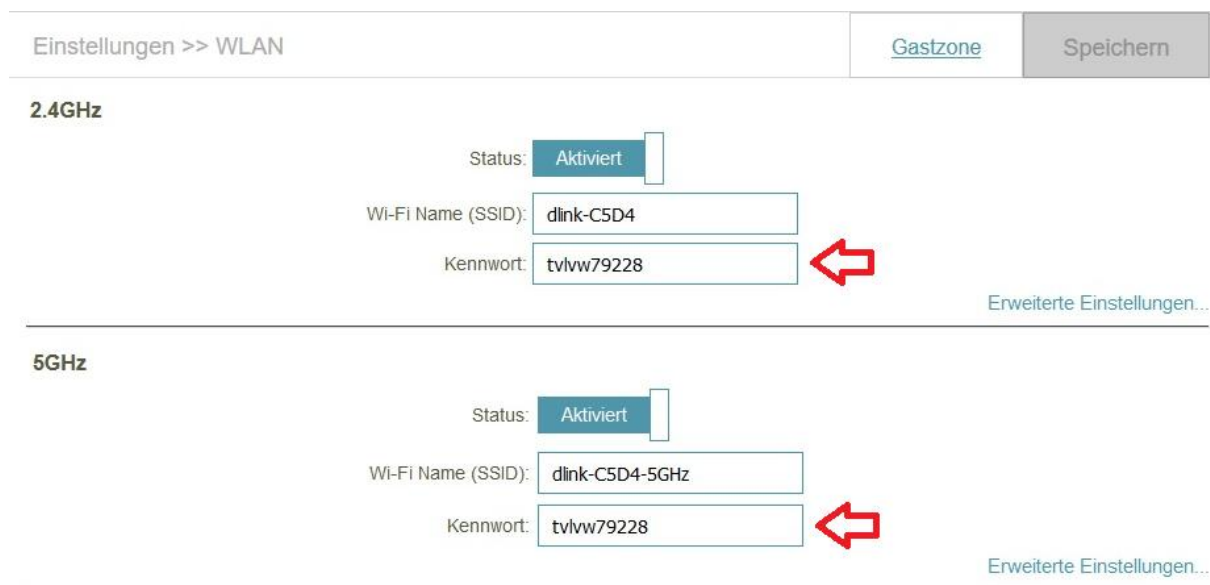 Einstellungen >> WLAN
Gastzone
Speichern
2.4GHz
Status: Aktiviert
Wi-Fi Name (SSID): dlink-C5D4
Kennwort: tvlvw79228
Erweiterte Einstellungen...
5GHz
Status: Aktiviert
Wi-Fi Name (SSID): dlink-C5D4-5GHz
Kennwort: tvlvw79228
Erweiterte Einstellungen...